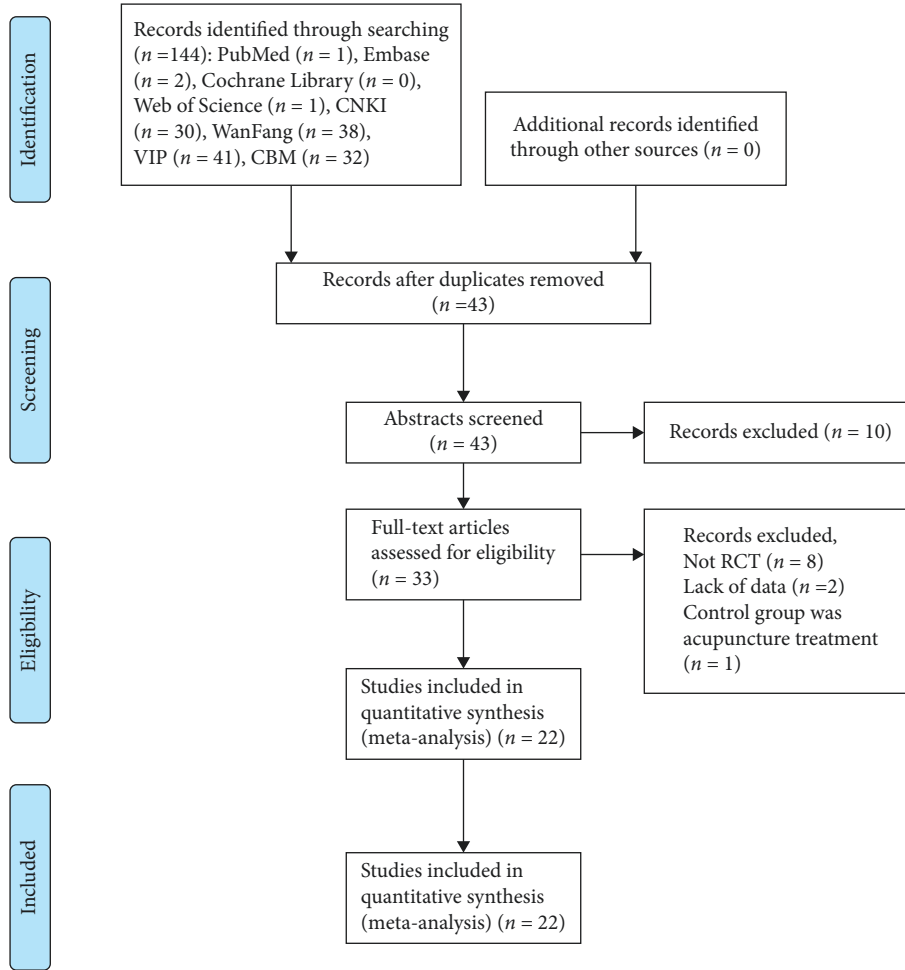 Identification
Records identified through searching
(n =144): PubMed (n = 1), Embase
(n = 2), Cochrane Library (n = 0),
Web of Science (n = 1), CNKI
(n = 30), WanFang (n = 38),
VIP (n = 41), CBM (n = 32)
Additional records identified
through other sources (n = 0)
Screening
Records after duplicates removed
(n =43)
Abstracts screened
(n = 43)
Records excluded (n = 10)
Eligibility
Full-text articles
assessed for eligibility
(n = 33)
Records excluded,
Not RCT (n = 8)
Lack of data (n =2)
Control group was
acupuncture treatment
(n = 1)
Studies included in
quantitative synthesis
(meta-analysis) (n = 22)
Included
Studies included in
quantitative synthesis
(meta-analysis) (n = 22)